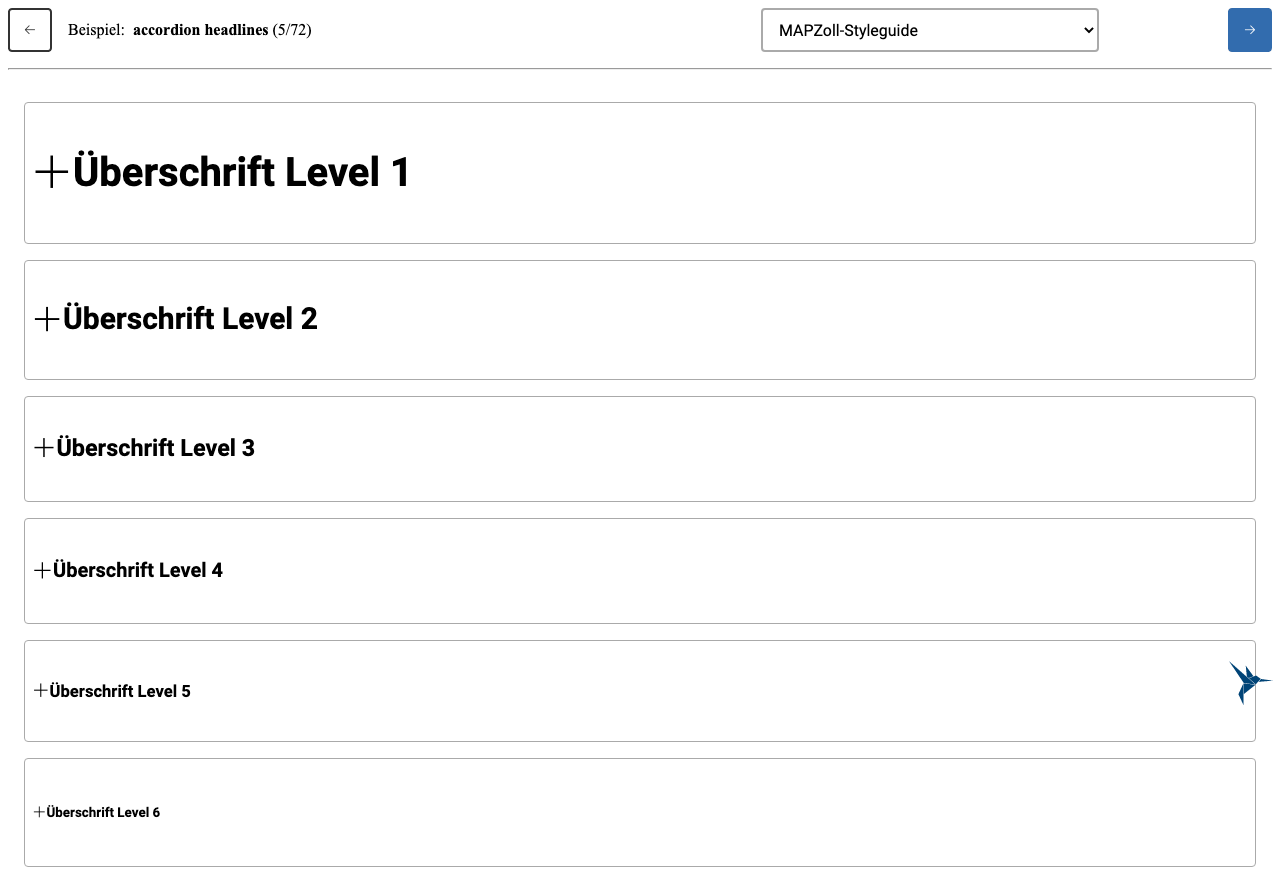 ← Beispiel: accordion headlines (5/72) MAPZoll-Styleguide →
Überschrift Level 1
Überschrift Level 2
Überschrift Level 3
Überschrift Level 4
Überschrift Level 5
Überschrift Level 6